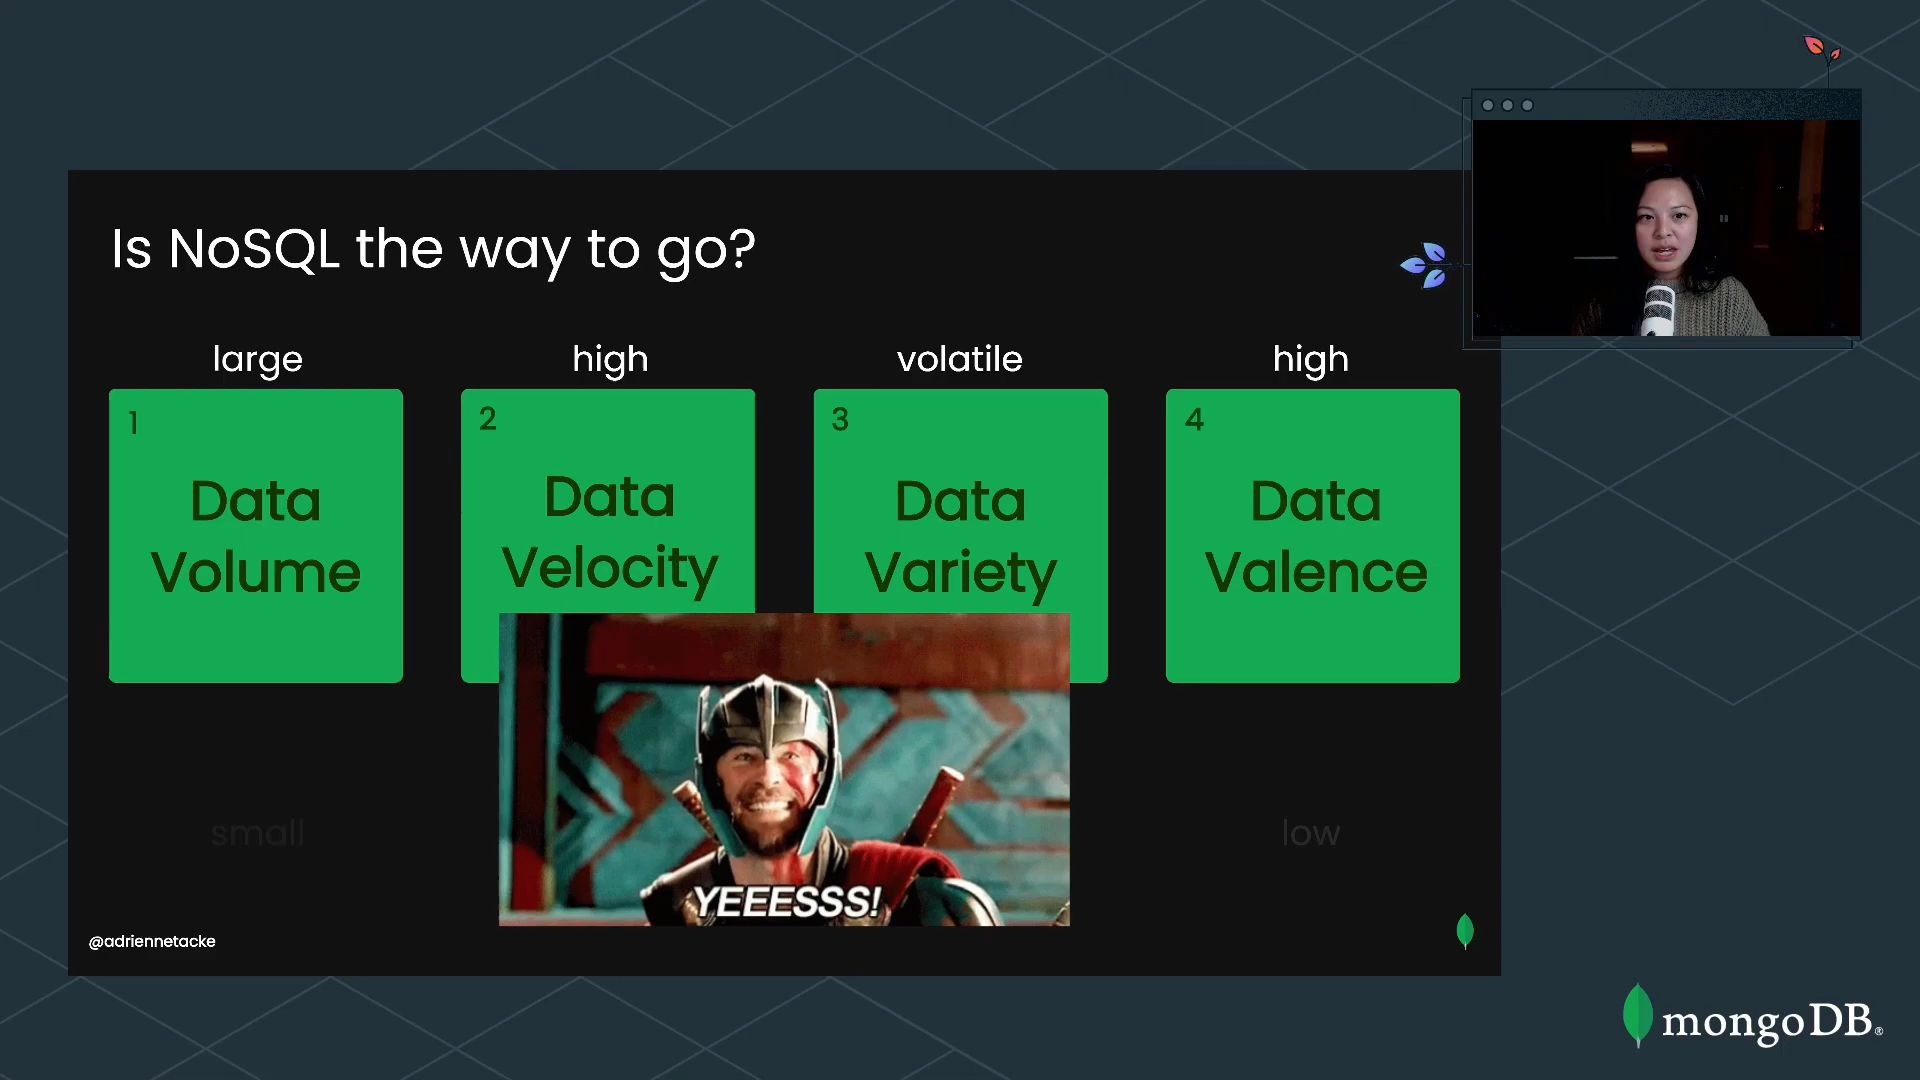 Is NoSQL the way to go?
large
high
volatile
high
1
2
3
4
Data
Volume
Data
Velocity
Data
Variety
Data
Valence
YEEESSS!
small
low
@adriennetacke
mongoDB®